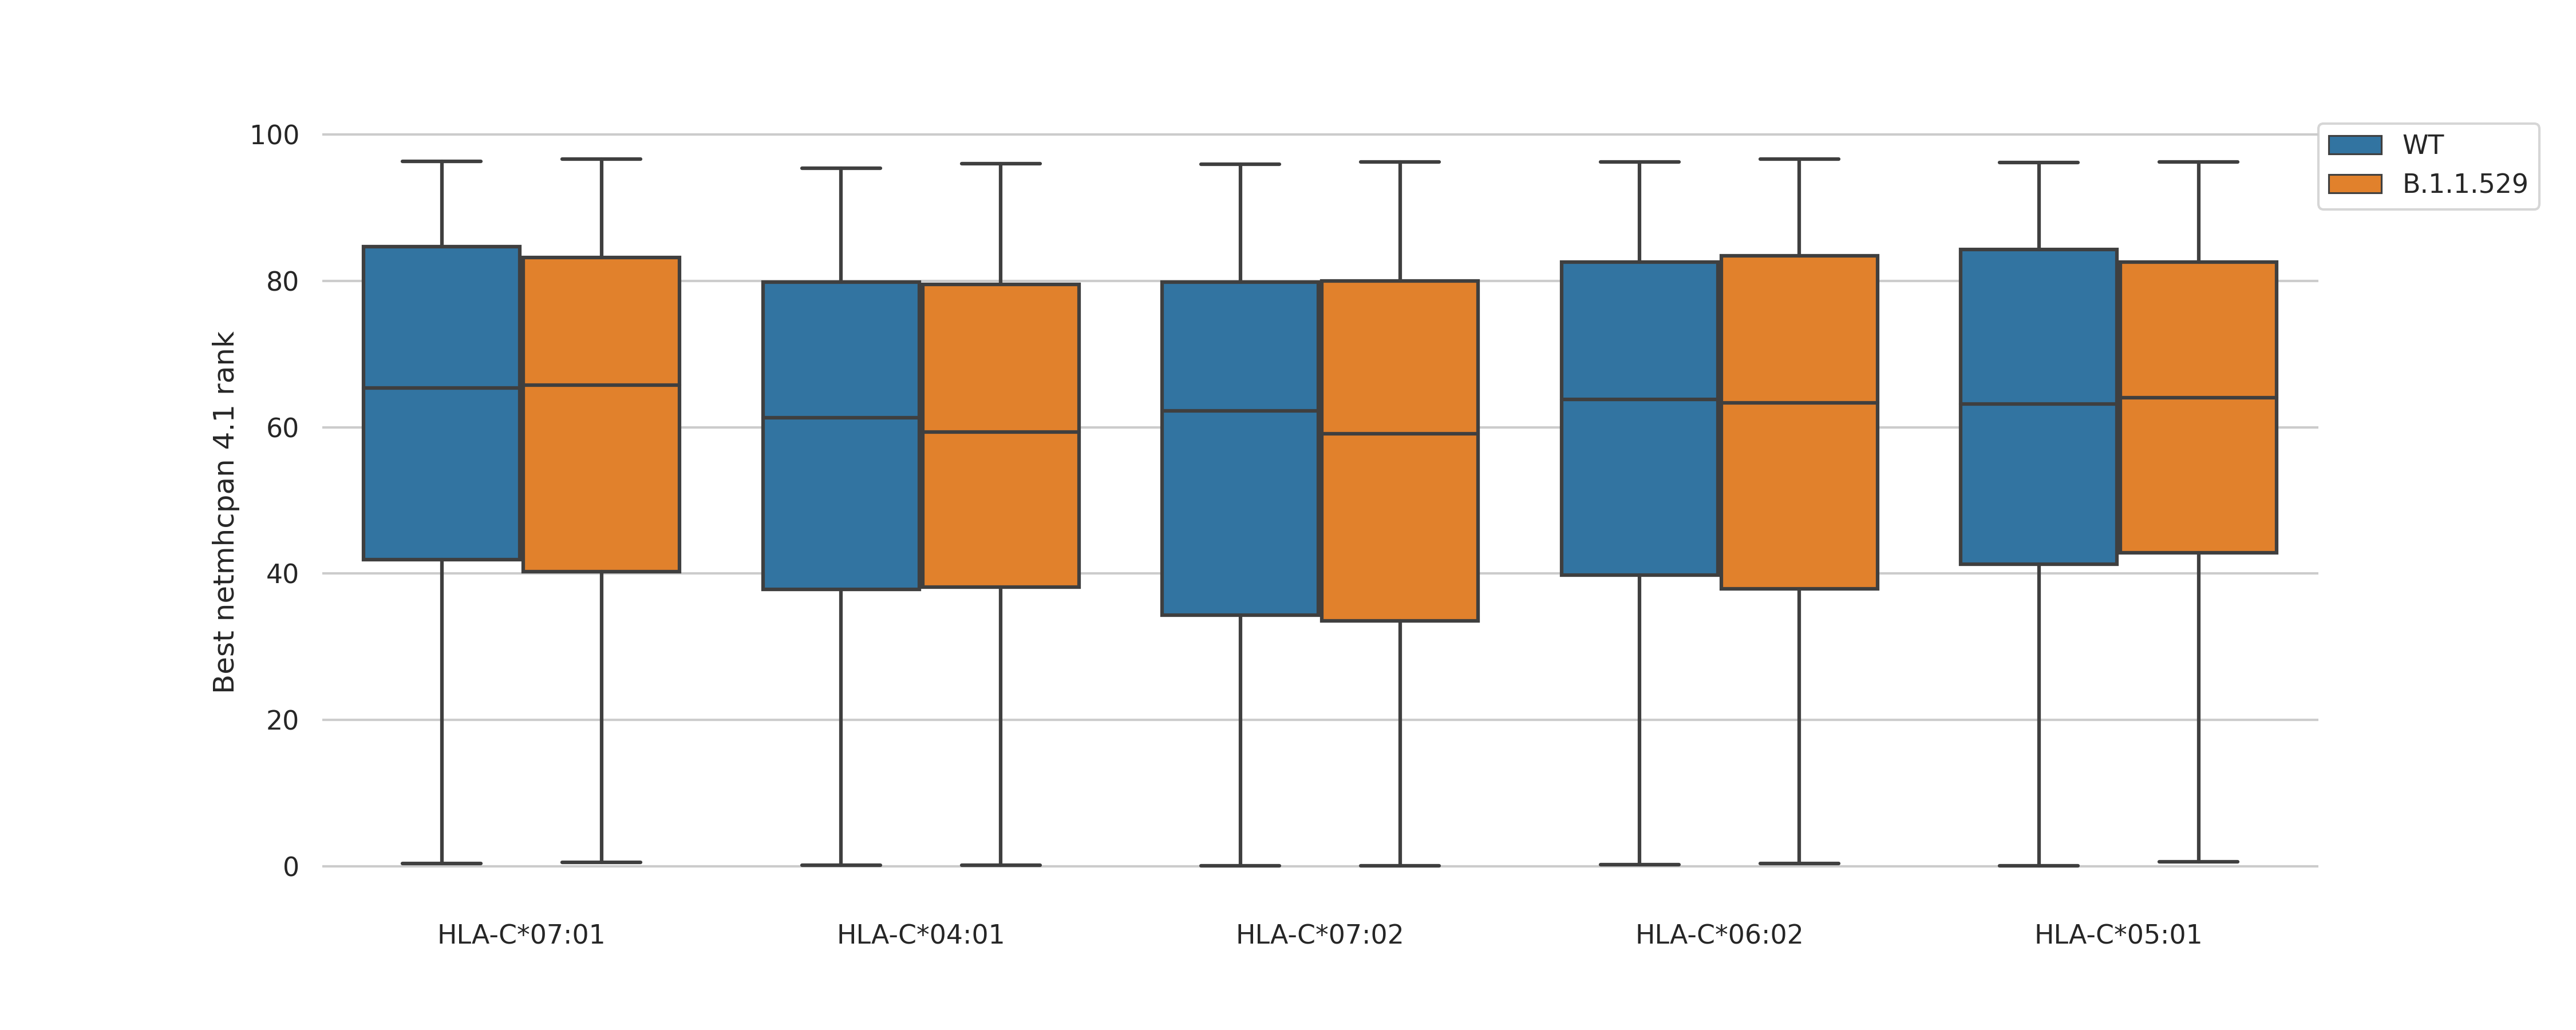 100
80
60
40
20
0
Best netmhcpan 4.1 rank
HLA-C*07:01
HLA-C*04:01
HLA-C*07:02
HLA-C*06:02
HLA-C*05:01
WT
B.1.1.529